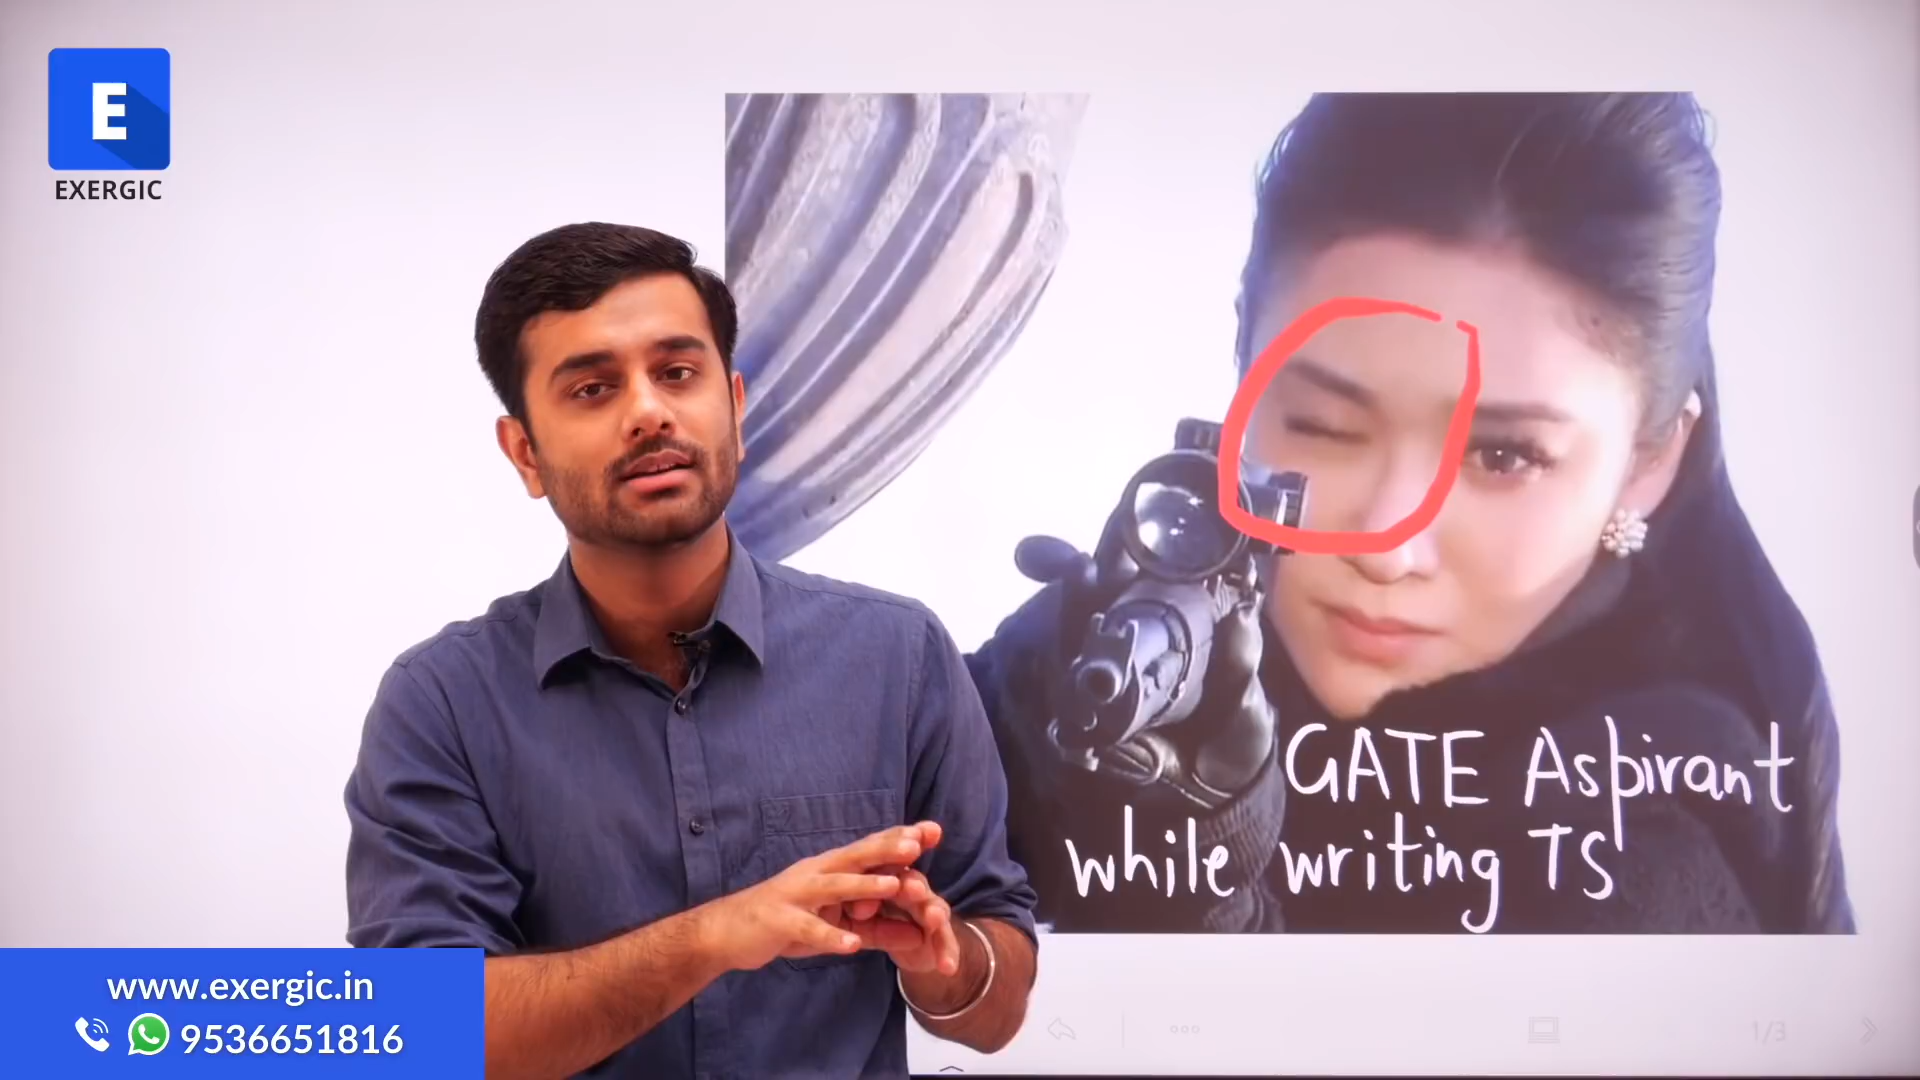 E
EXERGIC
GATE Aspirant
while writing TS
www.exergic.in
9536651816
1/3